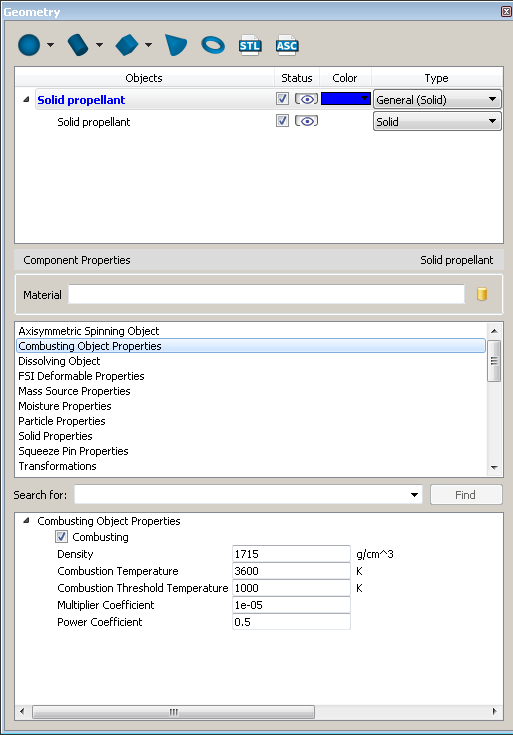 Geometry
STL ASC
Objects Status Color Type
Solid propellant General (Solid)
Solid propellant Solid
Component Properties Solid propellant
Material
Axisymmetric Spinning Object
Combusting Object Properties
Dissolving Object
FSI Deformable Properties
Mass Source Properties
Moisture Properties
Particle Properties
Solid Properties
Squeeze Pin Properties
Transformations
Search for: Find
Combusting Object Properties
Combusting
Density 1715 g/cm^3
Combustion Temperature 3600 K
Combustion Threshold Temperature 1000 K
Multiplier Coefficient 1e-05
Power Coefficient 0.5